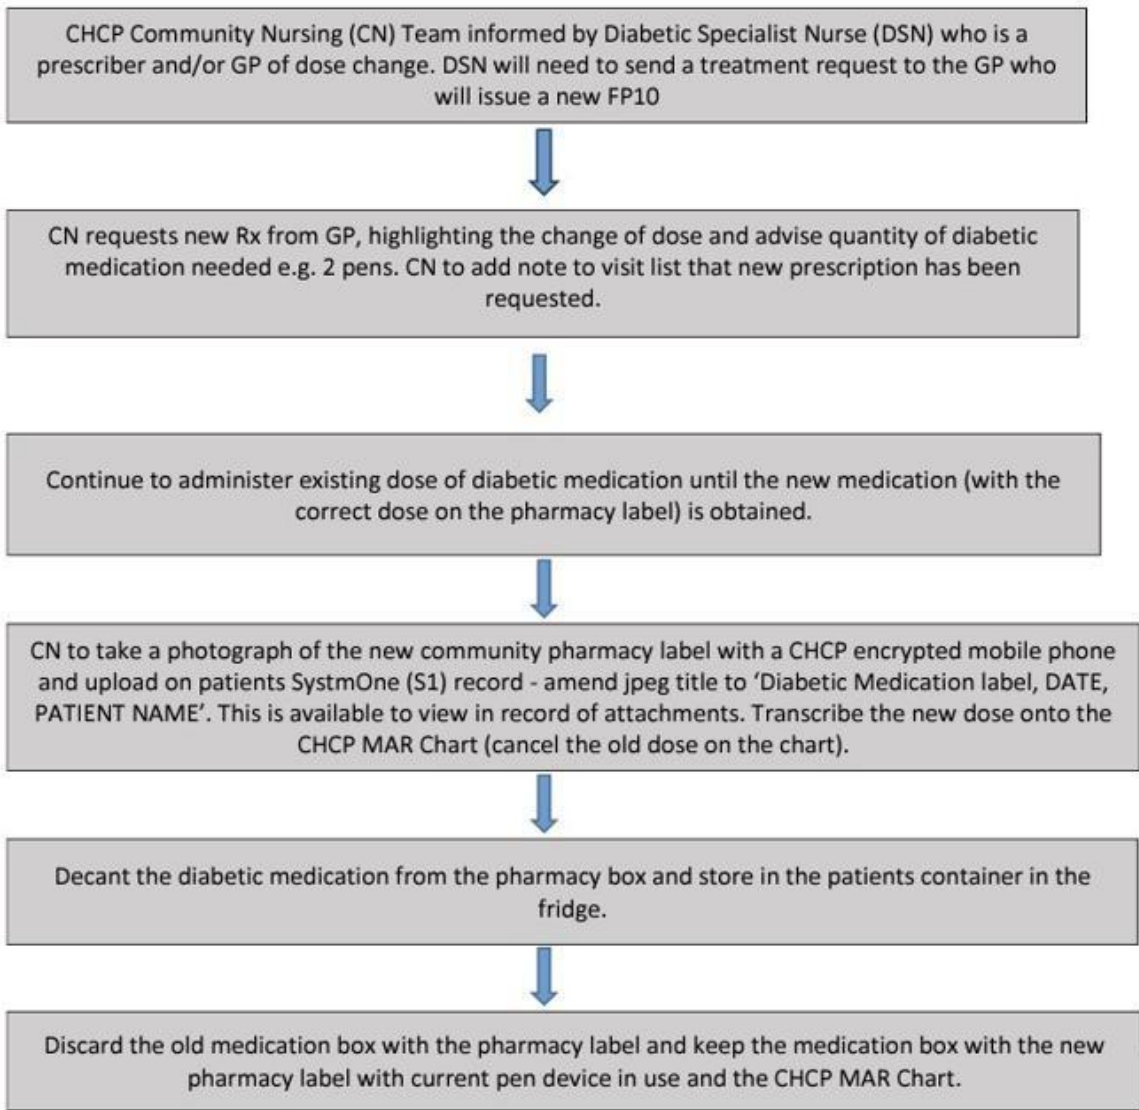 CHCP Community Nursing (CN) Team informed by Diabetic Specialist Nurse (DSN) who is a
prescriber and/or GP of dose change. DSN will need to send a treatment request to the GP who
will issue a new FP10
CN requests new Rx from GP, highlighting the change of dose and advise quantity of diabetic
medication needed e.g. 2 pens. CN to add note to visit list that new prescription has been
requested.
Continue to administer existing dose of diabetic medication until the new medication (with the
correct dose on the pharmacy label) is obtained.
CN to take a photograph of the new community pharmacy label with a CHCP encrypted mobile phone
and upload on patients SystmOne (S1) record - amend jpeg title to ‘Diabetic Medication label, DATE,
PATIENT NAME’. This is available to view in record of attachments. Transcribe the new dose onto the
CHCP MAR Chart (cancel the old dose on the chart).
Decant the diabetic medication from the pharmacy box and store in the patients container in the
fridge.
Discard the old medication box with the pharmacy label and keep the medication box with the new
pharmacy label with current pen device in use and the CHCP MAR Chart.